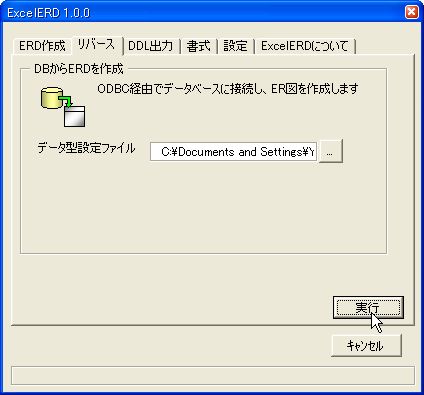 ExcelERD 1.0.0
ERD作成 リバース DDL出力 書式 設定 ExcelERDについて
DBからERDを作成
ODBC経由でデータベースに接続し、ER図を作成します
データ型設定ファイル C:¥Documents and Settings¥Y ...
実行
キャンセル